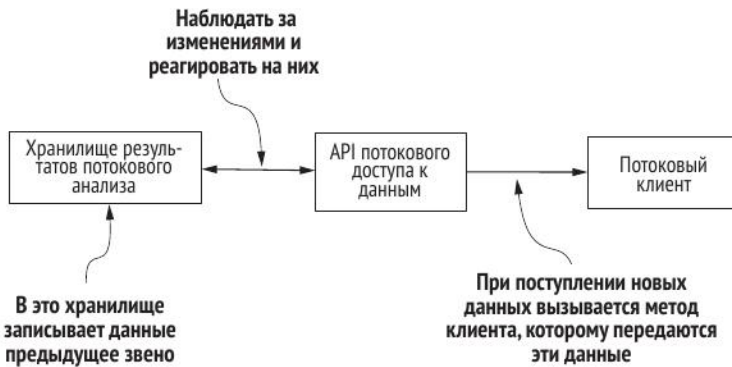 Наблюдать за
изменениями и
реагировать на них
Хранилище резуль-
татов потокового
анализа
API потокового
доступа к
данным
Потоковый
клиент
В это хранилище
записывает данные
предыдущее звено
При поступлении новых
данных вызывается метод
клиента, которому передаются
эти данные